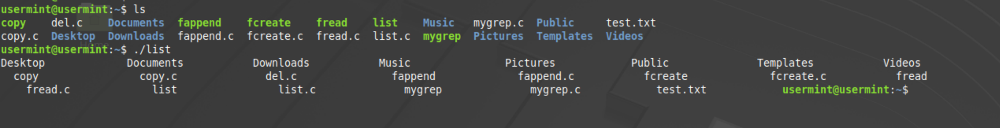 usermint@usermint:~$ ls
copy    del.c    Documents  fappend    fcreate    fread    list    Music   mygrep.c  Public     test.txt
copy.c  Desktop  Downloads  fappend.c  fcreate.c  fread.c  list.c  mygrep  Pictures  Templates  Videos
usermint@usermint:~$ ./list
Desktop             Documents           Downloads           Music               Pictures            Public              Templates           Videos
  copy                copy.c              del.c               fappend             fappend.c           fcreate             fcreate.c           fread
    fread.c             list                list.c              mygrep              mygrep.c            test.txt            usermint@usermint:~$